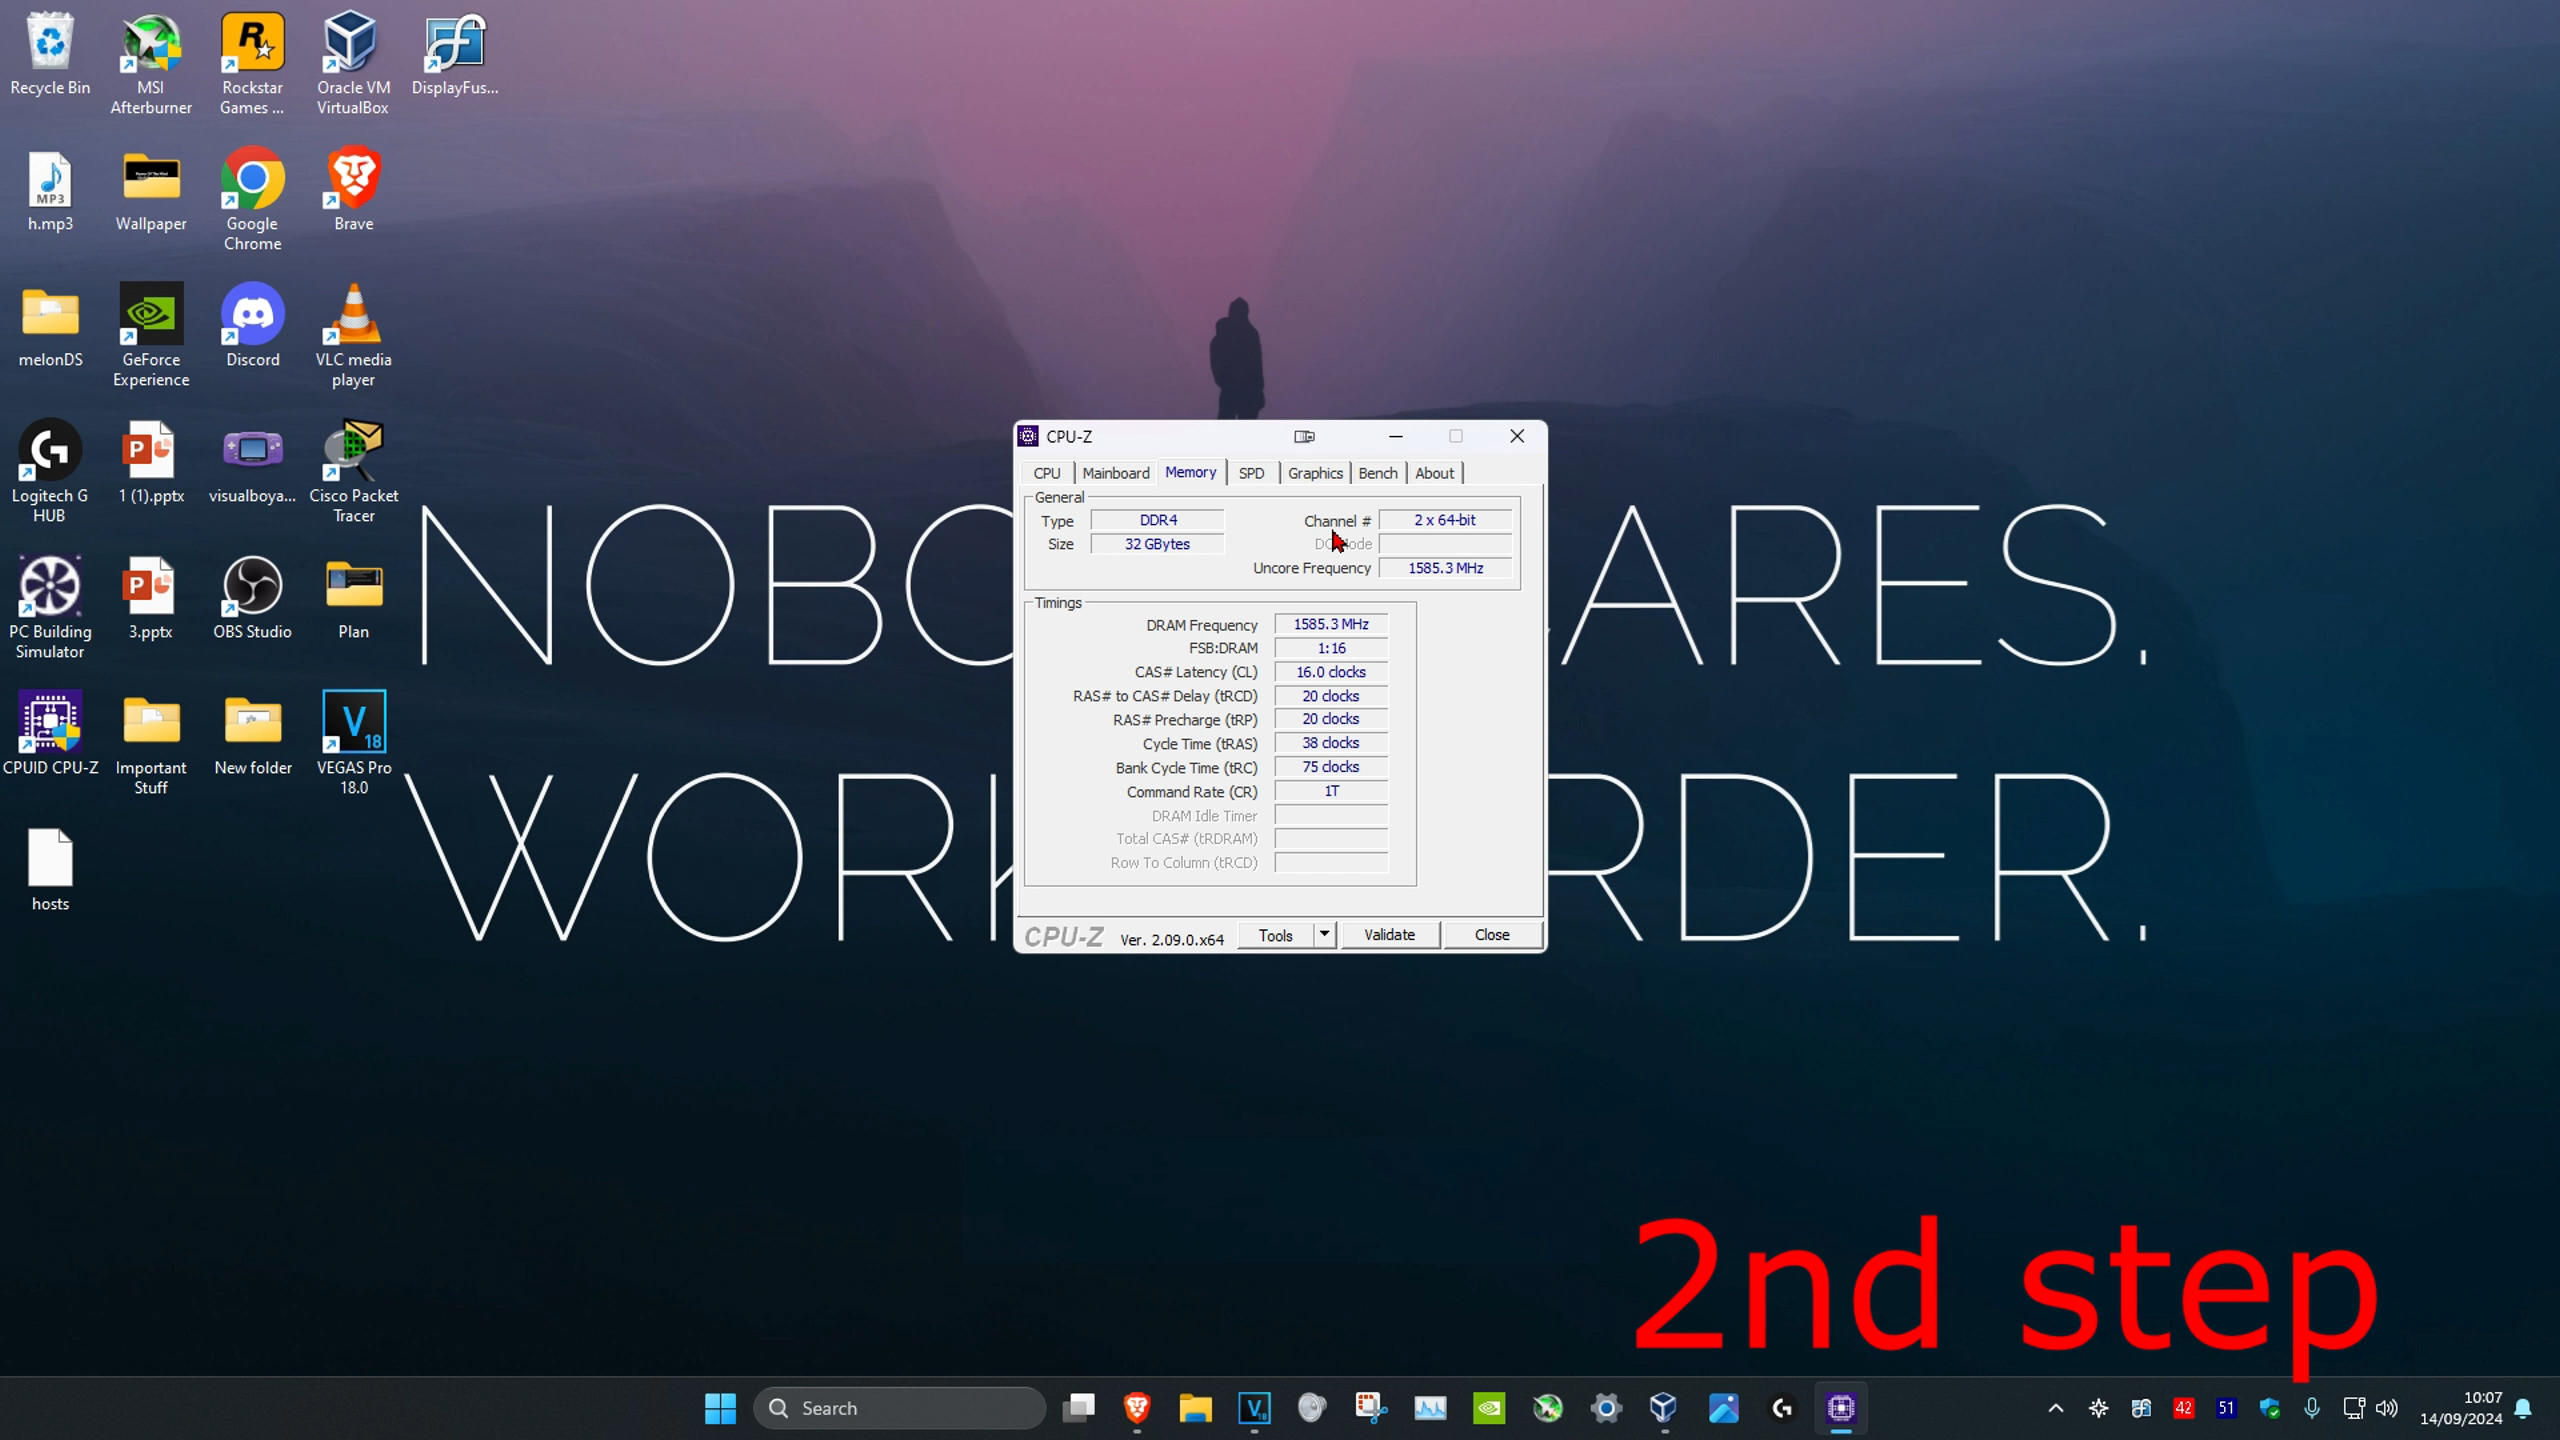 Recycle Bin
MSI Afterburner
Rockstar Games ...
Oracle VM VirtualBox
DisplayFus...
MP3
h.mp3
Wallpaper
Google Chrome
Brave
melonDS
GeForce Experience
Discord
VLC media player
Logitech G HUB
1 (1).pptx
visualboya...
Cisco Packet Tracer
PC Building Simulator
3.pptx
OBS Studio
Plan
CPUID CPU-Z
Important Stuff
New folder
VEGAS Pro 18.0
hosts
NOBO
ARES.
WOR
RDER.
CPU-Z
CPU
Mainboard
Memory
SPD
Graphics
Bench
About
General
Type DDR4
Channel # 2 x 64-bit
Size 32 GBytes
Uncore Frequency 1585.3 MHz
Timings
DRAM Frequency 1585.3 MHz
FSB:DRAM 1:16
CAS# Latency (CL) 16.0 clocks
RAS# to CAS# Delay (tRCD) 20 clocks
RAS# Precharge (tRP) 20 clocks
Cycle Time (tRAS) 38 clocks
Bank Cycle Time (tRC) 75 clocks
Command Rate (CR) 1T
DRAM Idle Timer
Total CAS# (tRDRAM)
Row To Column (tRCD)
CPU-Z Ver. 2.09.0.x64
Tools
Validate
Close
2nd step
Search
42
51
10:07
14/09/2024